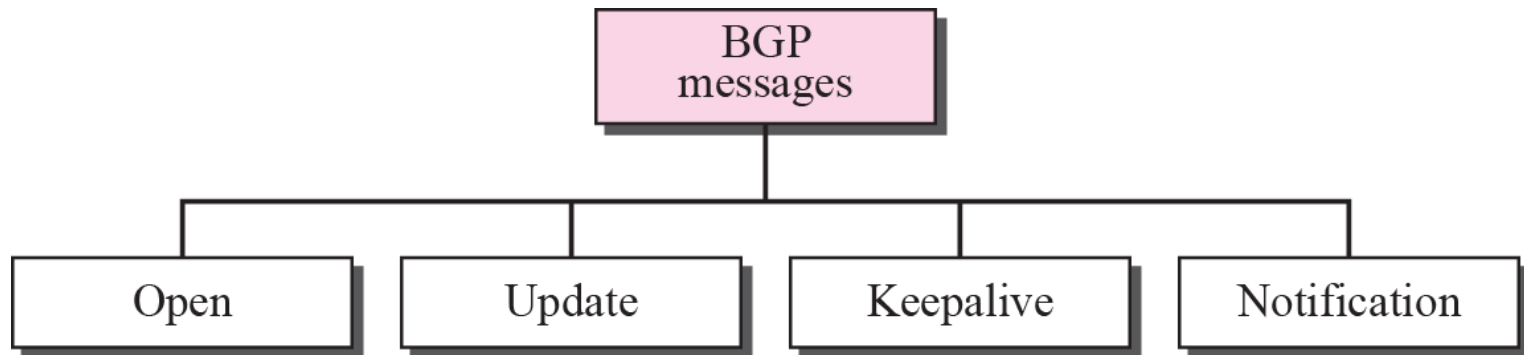 BGP
messages
Open
Update
Keepalive
Notification